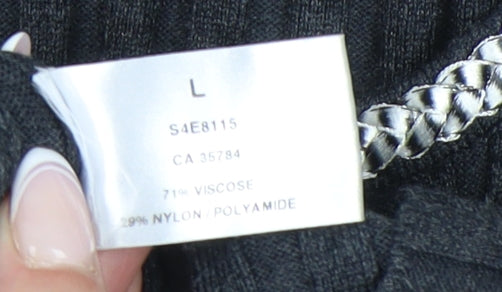 L
S4E8115
CA 35784
71% VISCOSE
29% NYLON / POLYAMIDE